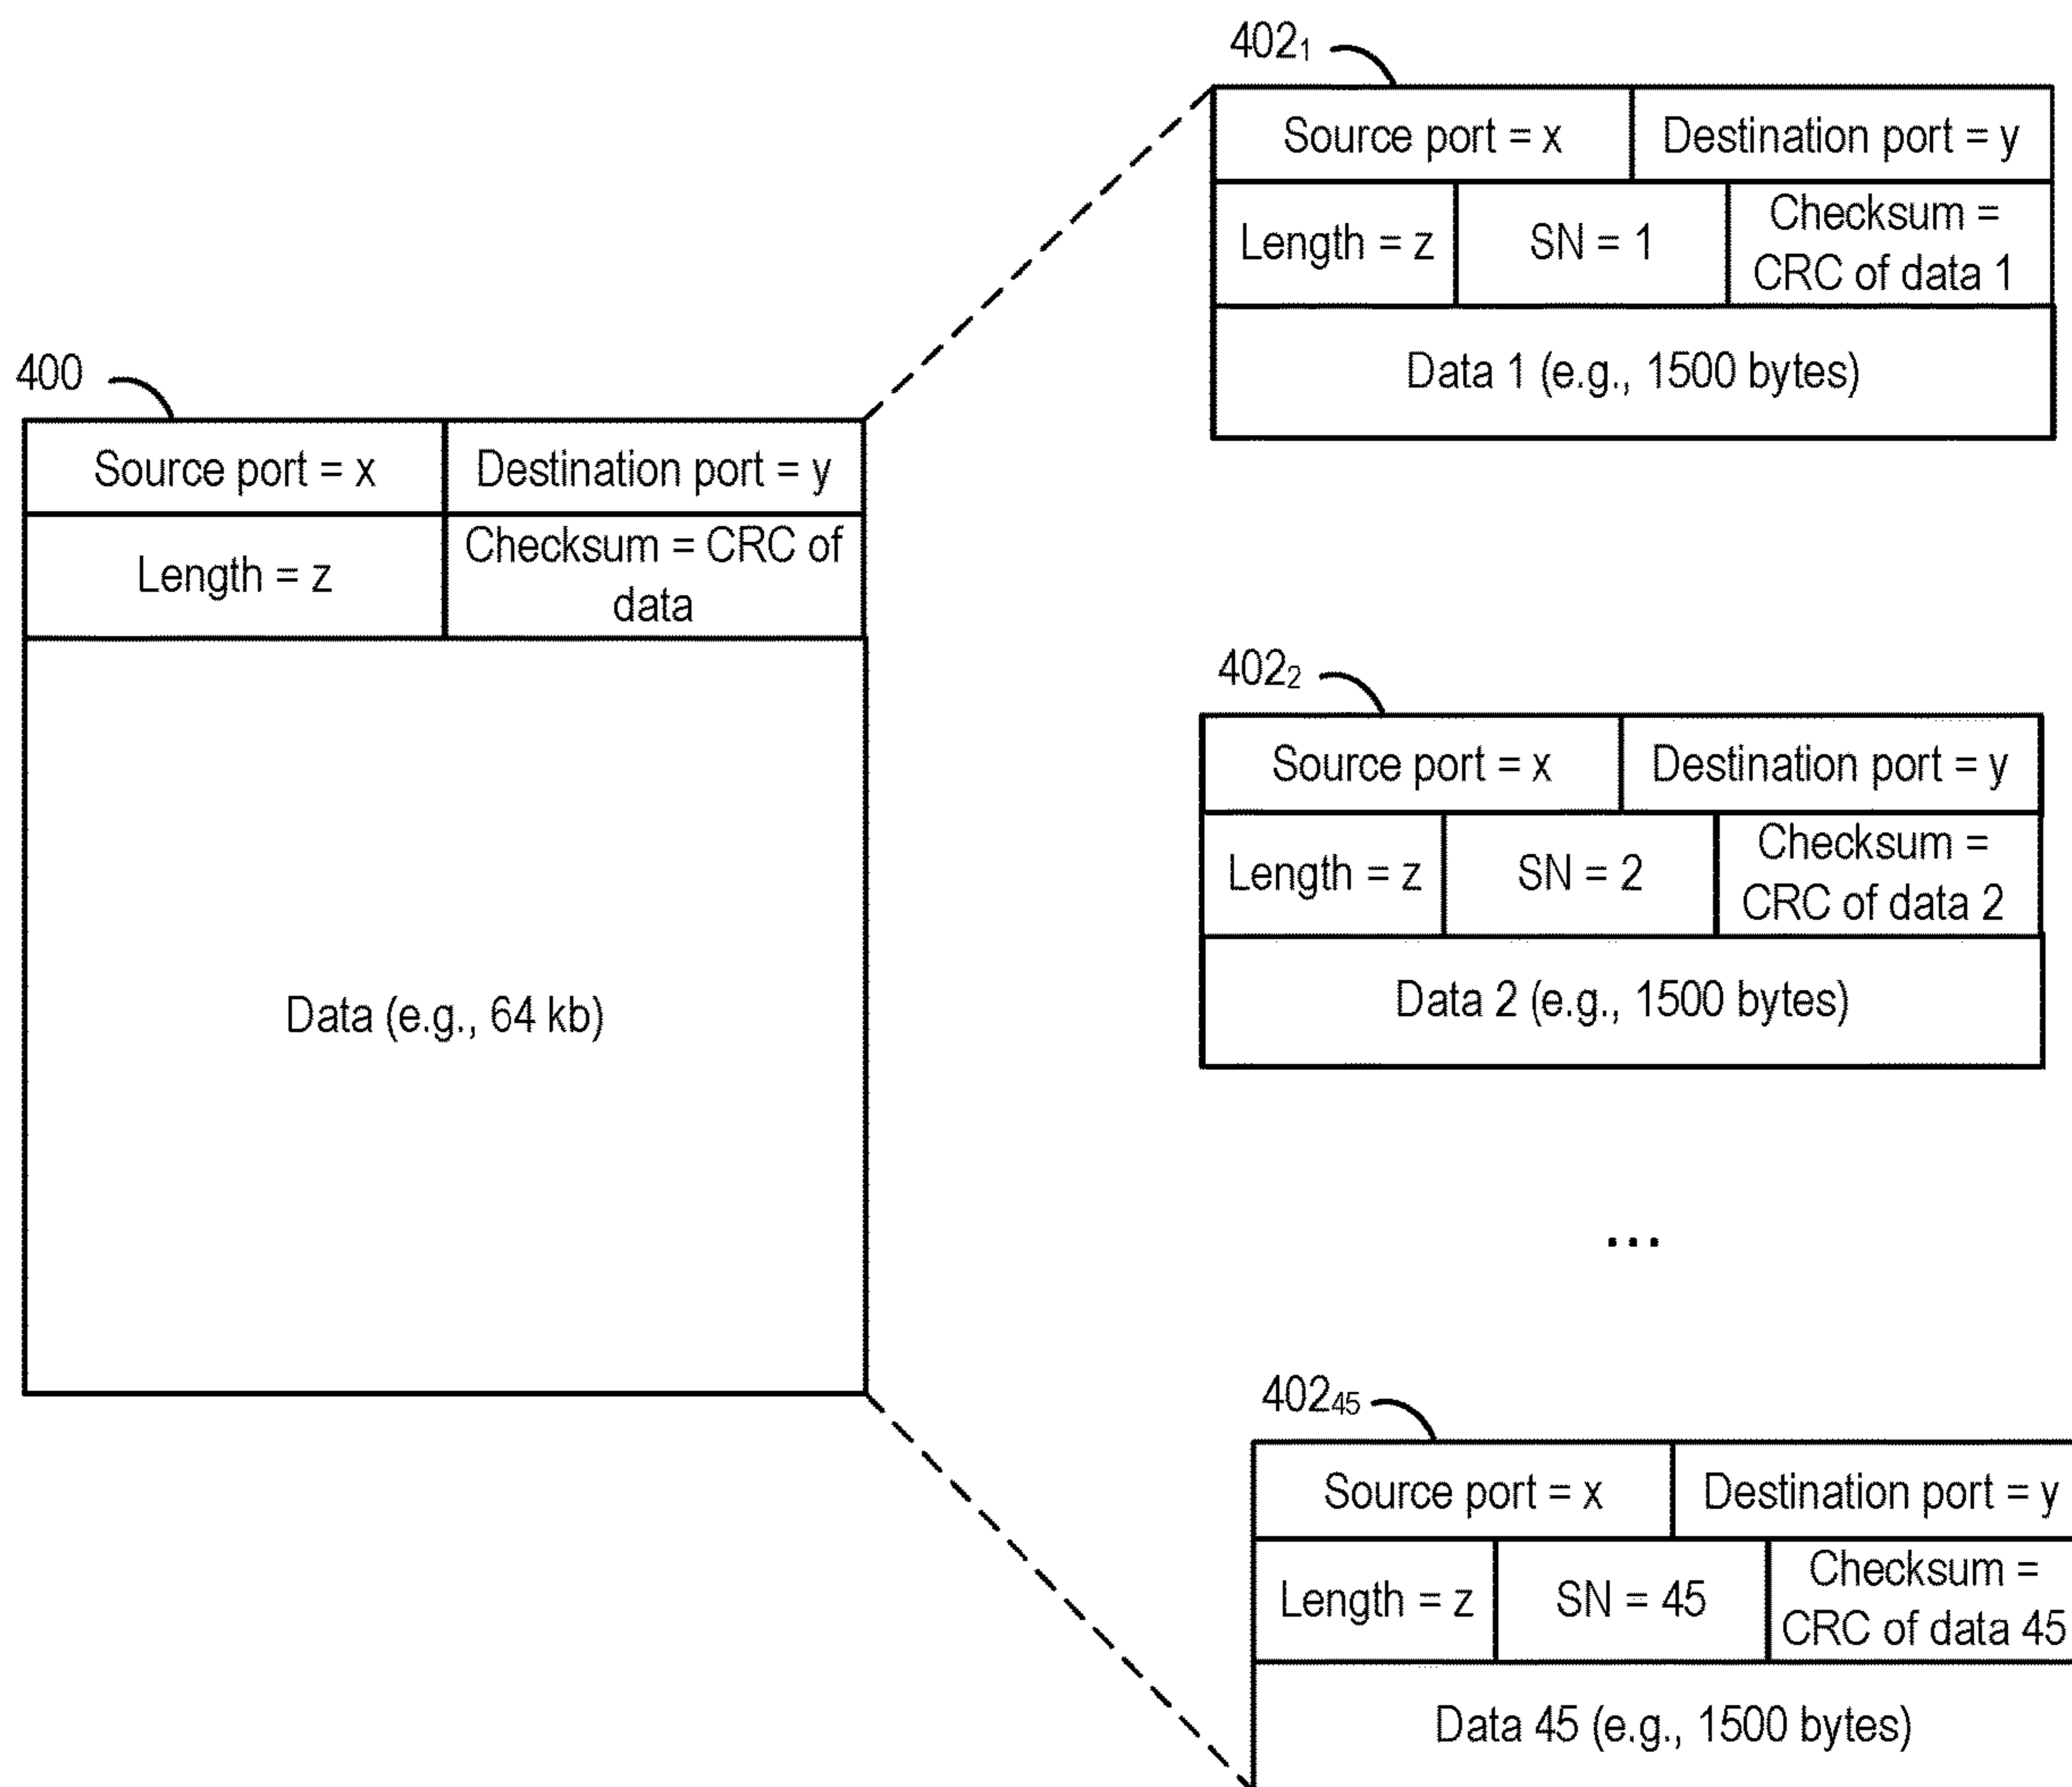 400
Source port = x
Destination port = y
Length = z
Checksum = CRC of
data
Data (e.g., 64 kb)
402₁
Source port = x
Destination port = y
Length = z
SN = 1
Checksum =
CRC of data 1
Data 1 (e.g., 1500 bytes)
402₂
Source port = x
Destination port = y
Length = z
SN = 2
Checksum =
CRC of data 2
Data 2 (e.g., 1500 bytes)
...
402₄₅
Source port = x
Destination port = y
Length = z
SN = 45
Checksum =
CRC of data 45
Data 45 (e.g., 1500 bytes)